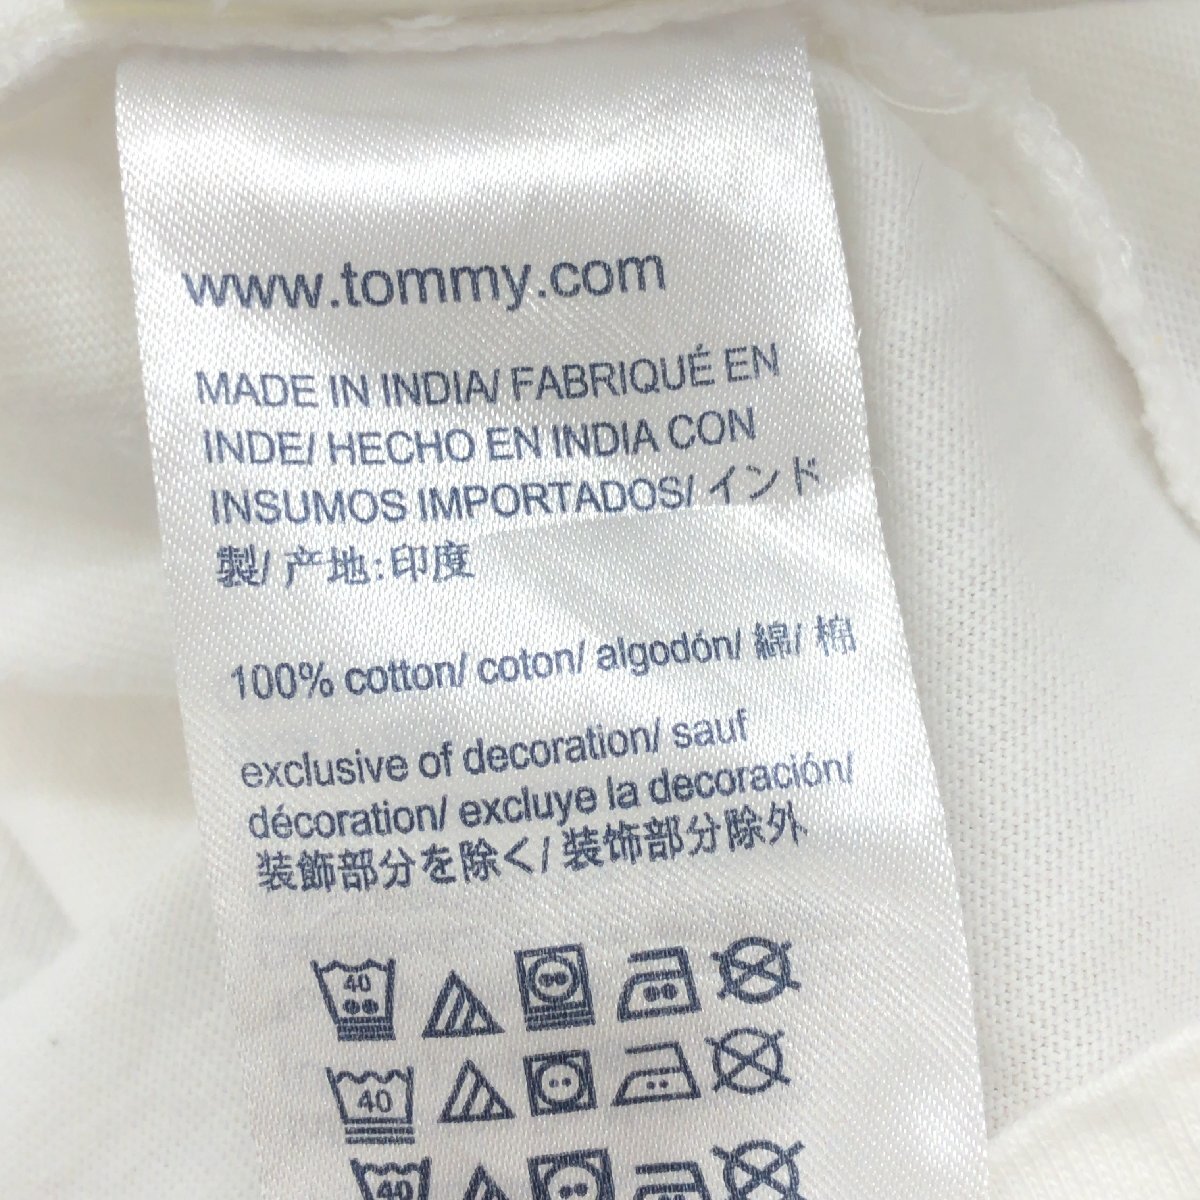 www.tommy.com
MADE IN INDIA/ FABRIQUÉ EN
INDE/ HECHO EN INDIA CON
INSUMOS IMPORTADOS/ インド
製/ 产地:印度
100% cotton/ coton/ algodón/ 綿/ 棉
exclusive of decoration/ sauf
décoration/ excluye la decoración/
装飾部分を除く/ 装饰部分除外
40
40
40